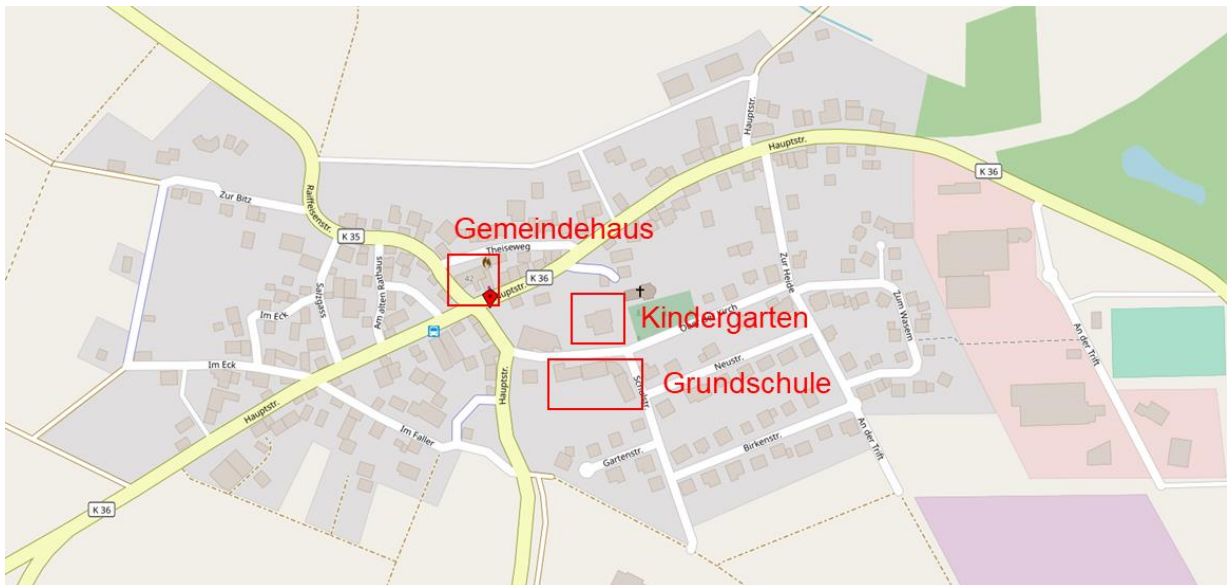 Hauptstr.
Hauptstr.
K 36
Zur Bitz
Raiffeisenstr.
K 35
Gemeindehaus
Theiseweg
42
K 36
Hauptstr.
Zur Heide
Salzgass
Am alten Rathaus
Im Eck
Kindergarten
Zum Wasem
An der Trift
Im Eck
Hauptstr.
Hauptstr.
Neustr.
Grundschule
Schulstr.
Im Faller
Gartenstr.
Birkenstr.
An der Trift
K 36